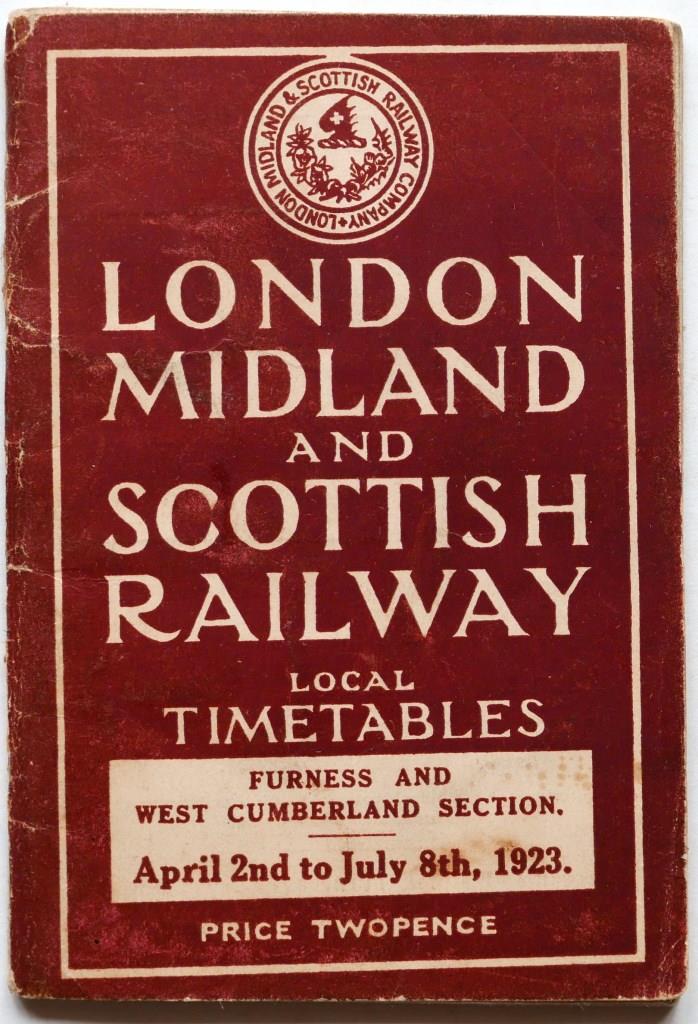 LONDON MIDLAND & SCOTTISH RAILWAY COMPANY
LONDON
MIDLAND
AND
SCOTTISH
RAILWAY
LOCAL
TIMETABLES
FURNESS AND
WEST CUMBERLAND SECTION.
April 2nd to July 8th, 1923.
PRICE TWOPENCE